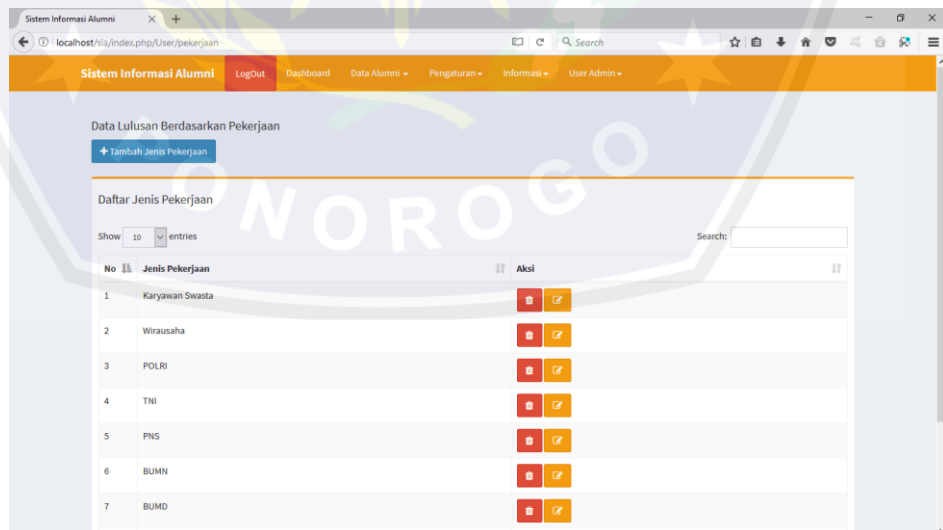 Sistem Informasi Alumni
localhost/sia/index.php/User/pekerjaan
Search
Sistem Informasi Alumni LogOut Dashboard Data Alumni Pengaturan Informasi User Admin
Data Lulusan Berdasarkan Pekerjaan
+ Tambah Jenis Pekerjaan
PONOROGO
Daftar Jenis Pekerjaan
Show 10 entries Search:
No Jenis Pekerjaan Aksi
1 Karyawan Swasta
2 Wirausaha
3 POLRI
4 TNI
5 PNS
6 BUMN
7 BUMD